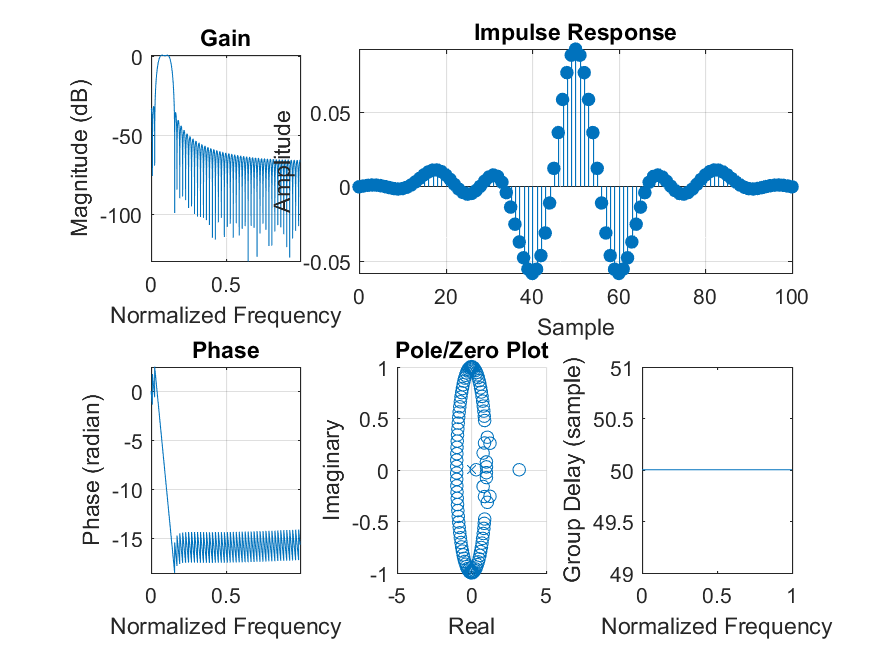 Gain
Magnitude (dB)
0
-50
-100
0
0.5
Normalized Frequency
Impulse Response
Amplitude
0.05
0
-0.05
0
20
40
60
80
100
Sample
Phase
Phase (radian)
0
-5
-10
-15
0
0.5
Normalized Frequency
Pole/Zero Plot
Imaginary
1
0.5
0
-0.5
-1
-5
0
5
Real
Group Delay (sample)
51
50.5
50
49.5
49
0
0.5
1
Normalized Frequency